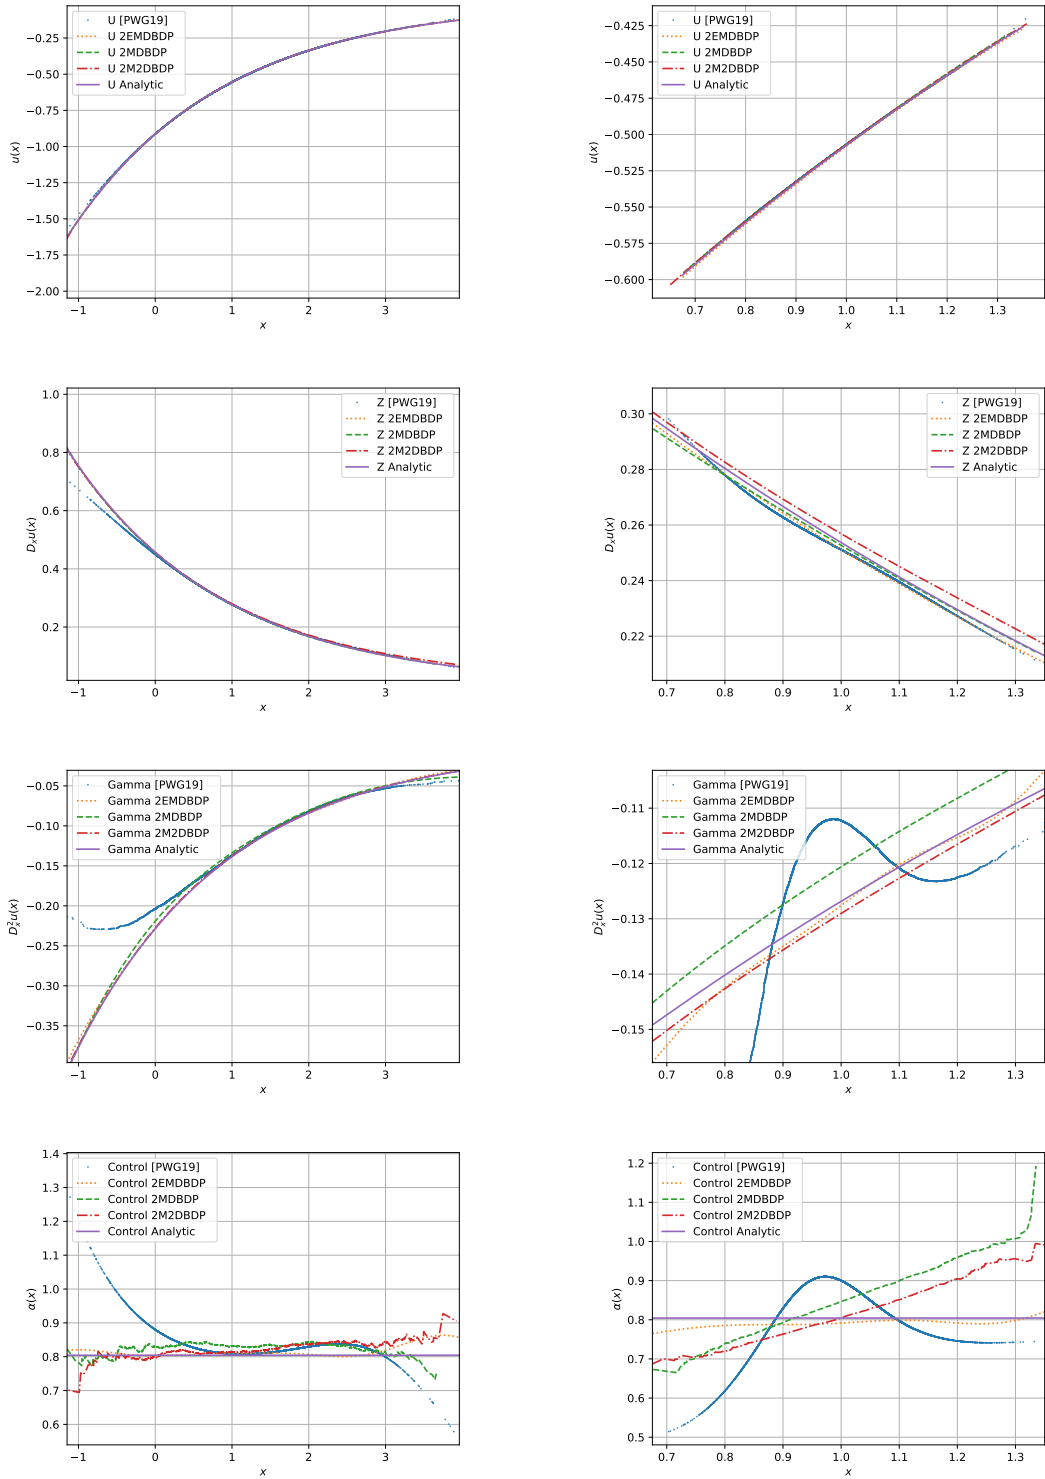 U [PWG19]
U 2EMDBDP
U 2MDBDP
U 2M2DBDP
U Analytic
−0.25
−0.50
−0.75
−1.00
−1.25
−1.50
−1.75
−2.00
u(x)
−1 0 1 2 3
x
U [PWG19]
U 2EMDBDP
U 2MDBDP
U 2M2DBDP
U Analytic
−0.425
−0.450
−0.475
−0.500
−0.525
−0.550
−0.575
−0.600
u(x)
0.7 0.8 0.9 1.0 1.1 1.2 1.3
x
Z [PWG19]
Z 2EMDBDP
Z 2MDBDP
Z 2M2DBDP
Z Analytic
1.0
0.8
0.6
0.4
0.2
Dₓu(x)
−1 0 1 2 3
x
Z [PWG19]
Z 2EMDBDP
Z 2MDBDP
Z 2M2DBDP
Z Analytic
0.30
0.28
0.26
0.24
0.22
Dₓu(x)
0.7 0.8 0.9 1.0 1.1 1.2 1.3
x
Gamma [PWG19]
Gamma 2EMDBDP
Gamma 2MDBDP
Gamma 2M2DBDP
Gamma Analytic
−0.05
−0.10
−0.15
−0.20
−0.25
−0.30
−0.35
Dₓ²u(x)
−1 0 1 2 3
x
Gamma [PWG19]
Gamma 2EMDBDP
Gamma 2MDBDP
Gamma 2M2DBDP
Gamma Analytic
−0.11
−0.12
−0.13
−0.14
−0.15
Dₓ²u(x)
0.7 0.8 0.9 1.0 1.1 1.2 1.3
x
Control [PWG19]
Control 2EMDBDP
Control 2MDBDP
Control 2M2DBDP
Control Analytic
1.4
1.3
1.2
1.1
1.0
0.9
0.8
0.7
0.6
α(x)
−1 0 1 2 3
x
Control [PWG19]
Control 2EMDBDP
Control 2MDBDP
Control 2M2DBDP
Control Analytic
1.2
1.1
1.0
0.9
0.8
0.7
0.6
0.5
α(x)
0.7 0.8 0.9 1.0 1.1 1.2 1.3
x